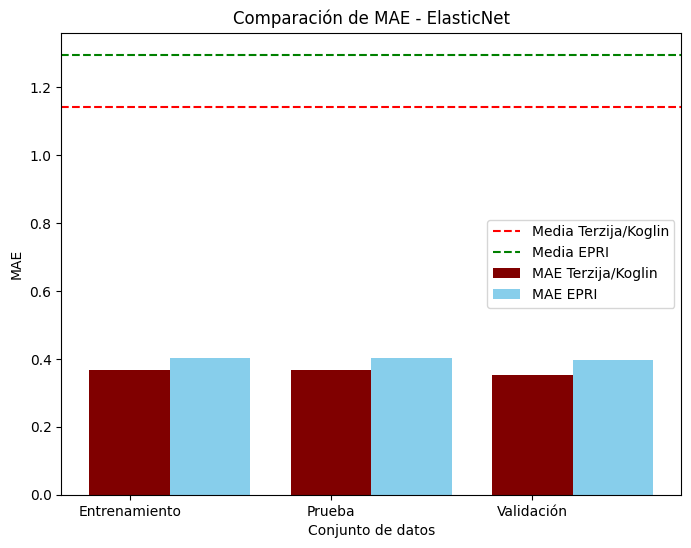 Comparación de MAE - ElasticNet
MAE
1.2
1.0
0.8
0.6
0.4
0.2
0.0
Media Terzija/Koglin
Media EPRI
MAE Terzija/Koglin
MAE EPRI
Entrenamiento
Prueba
Validación
Conjunto de datos